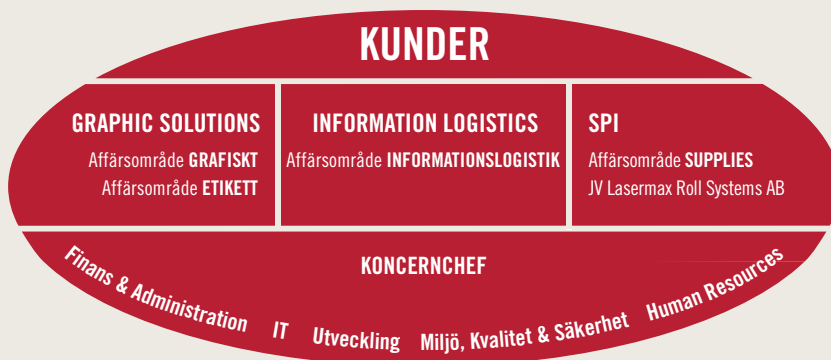 KUNDER
GRAPHIC SOLUTIONS
Affärsområde GRAFISKT
Affärsområde ETIKETT
INFORMATION LOGISTICS
Affärsområde INFORMATIONSLOGISTIK
SPI
Affärsområde SUPPLIES
JV Lasermax Roll Systems AB
KONCERNCHEF
Finans & Administration IT Utveckling Miljö, Kvalitet & Säkerhet Human Resources